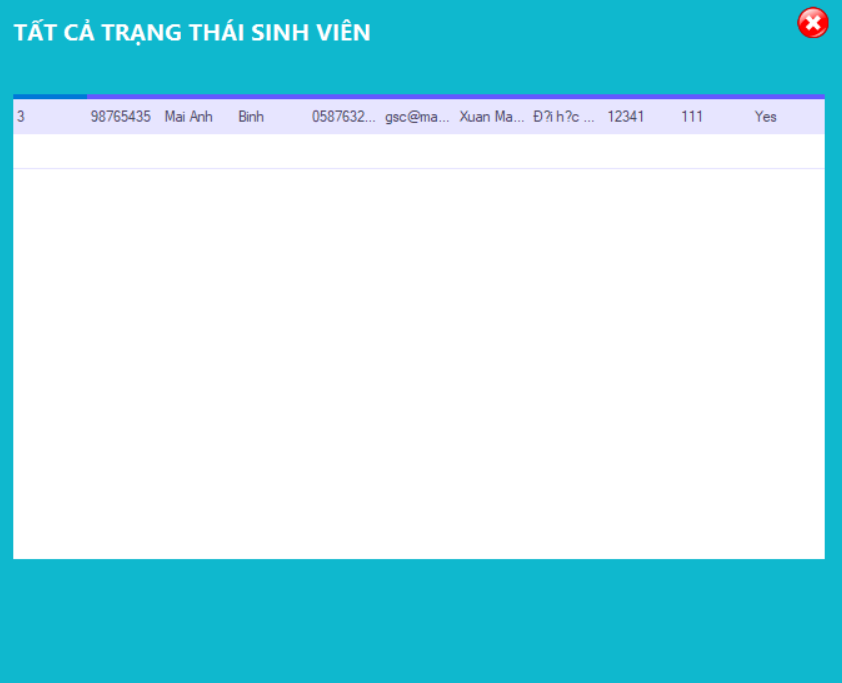 TẤT CẢ TRẠNG THÁI SINH VIÊN
3 98765435 Mai Anh Binh 0587632... gsc@ma... Xuan Ma... Đ?i h?c ... 12341 111 Yes